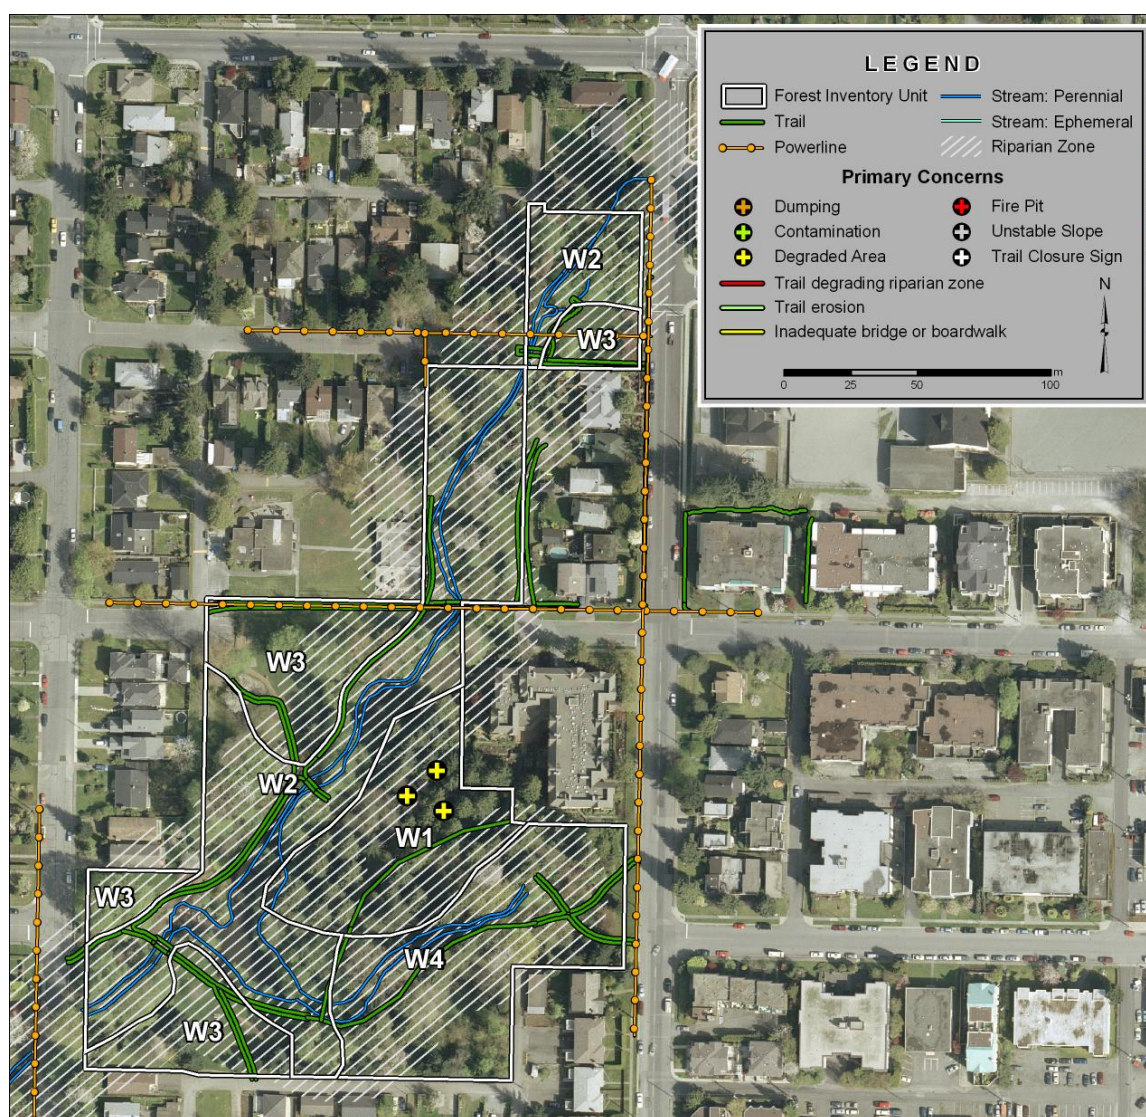 LEGEND
Forest Inventory Unit
Stream: Perennial
Trail
Stream: Ephemeral
Powerline
Riparian Zone
Primary Concerns
Dumping
Fire Pit
Contamination
Unstable Slope
Degraded Area
Trail Closure Sign
Trail degrading riparian zone
N
Trail erosion
Inadequate bridge or boardwalk
m
0 25 50 100
W2
W3
W3
W2
W1
W3
W4
W3